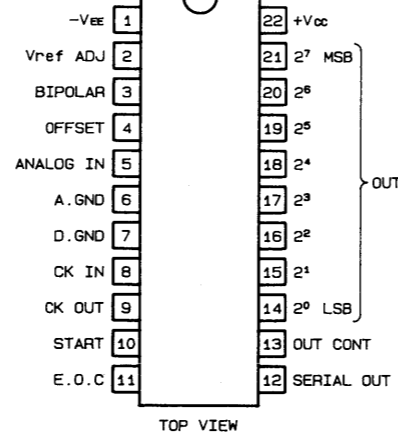 -VEE 1 22 +Vcc
Vref ADJ 2 21 2⁷ MSB
BIPOLAR 3 20 2⁶
OFFSET 4 19 2⁵
ANALOG IN 5 18 2⁴
A.GND 6 17 2³
OUT
D.GND 7 16 2²
CK IN 8 15 2¹
CK OUT 9 14 2⁰ LSB
START 10 13 OUT CONT
E.O.C 11 12 SERIAL OUT
TOP VIEW